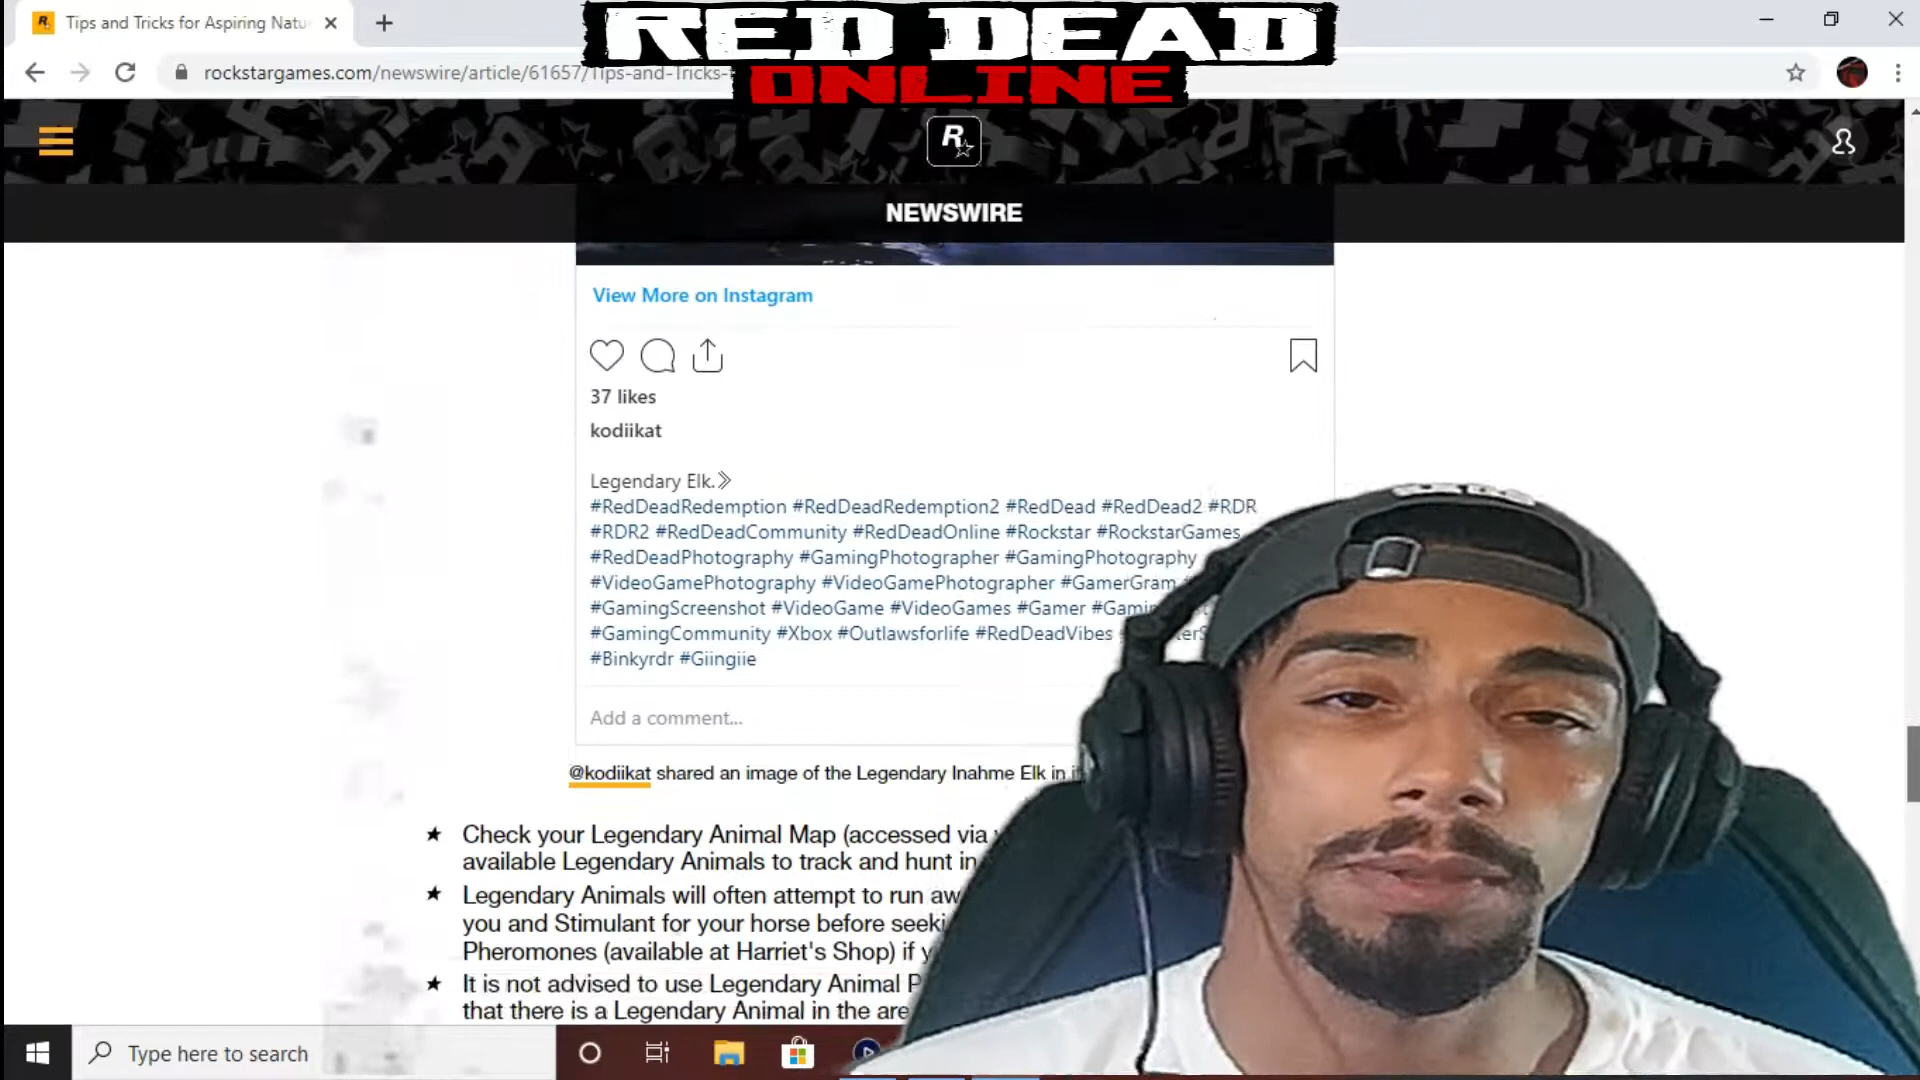 RED DEAD
ONLINE
Tips and Tricks for Aspiring Natu
rockstargames.com/newswire/article/61657/Tips-and-Tricks-
R
NEWSWIRE
View More on Instagram
37 likes
kodiikat
Legendary Elk.
#RedDeadRedemption #RedDeadRedemption2 #RedDead #RedDead2 #RDR
#RDR2 #RedDeadCommunity #RedDeadOnline #Rockstar #RockstarGames
#RedDeadPhotography #GamingPhotographer #GamingPhotography
#VideoGamePhotography #VideoGamePhotographer #GamerGram
#GamingScreenshot #VideoGame #VideoGames #Gamer
#GamingCommunity #Xbox #Outlawsforlife #RedDeadVibes
#Binkyrdr #Giingiie
Add a comment...
@kodiikat shared an image of the Legendary Inahme Elk in
Check your Legendary Animal Map (accessed via
available Legendary Animals to track and hunt in
Legendary Animals will often attempt to run
you and Stimulant for your horse before
Pheromones (available at Harriet's Shop) if
It is not advised to use Legendary Animal
that there is a Legendary Animal in the
Type here to search